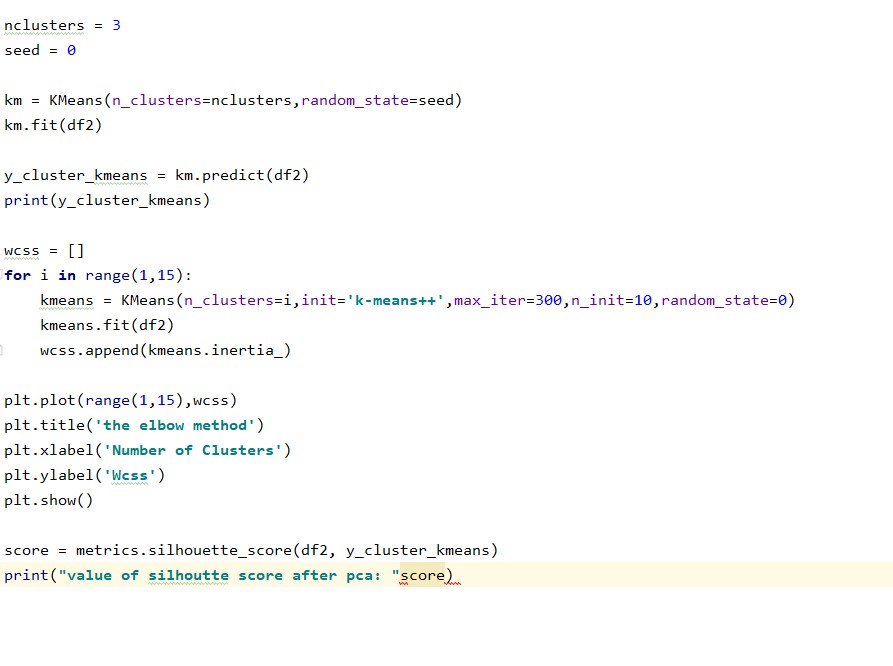 nclusters = 3
seed = 0
km = KMeans(n_clusters=nclusters,random_state=seed)
km.fit(df2)
y_cluster_kmeans = km.predict(df2)
print(y_cluster_kmeans)
wcss = []
for i in range(1,15):
    kmeans = KMeans(n_clusters=i,init='k-means++',max_iter=300,n_init=10,random_state=0)
    kmeans.fit(df2)
    wcss.append(kmeans.inertia_)
plt.plot(range(1,15),wcss)
plt.title('the elbow method')
plt.xlabel('Number of Clusters')
plt.ylabel('Wcss')
plt.show()
score = metrics.silhouette_score(df2, y_cluster_kmeans)
print("value of silhoutte score after pca: "score)